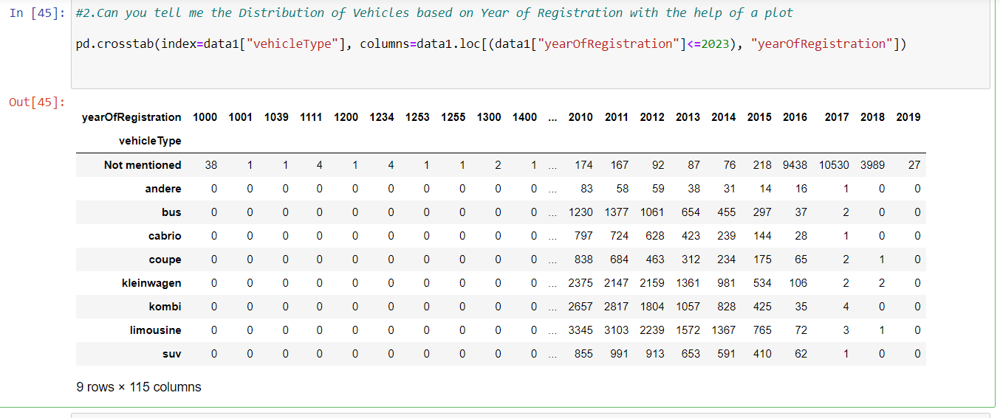 In [45]: #2.Can you tell me the Distribution of Vehicles based on Year of Registration with the help of a plot
pd.crosstab(index=data1["vehicleType"], columns=data1.loc[(data1["yearOfRegistration"]<=2023), "yearOfRegistration"])
Out[45]:
yearOfRegistration 1000 1001 1039 1111 1200 1234 1253 1255 1300 1400 ... 2010 2011 2012 2013 2014 2015 2016 2017 2018 2019
vehicleType
Not mentioned 38 1 1 4 1 4 1 1 2 1 ... 174 167 92 87 76 218 9438 10530 3989 27
andere 0 0 0 0 0 0 0 0 0 0 ... 83 58 59 38 31 14 16 1 0 0
bus 0 0 0 0 0 0 0 0 0 0 ... 1230 1377 1061 654 455 297 37 2 0 0
cabrio 0 0 0 0 0 0 0 0 0 0 ... 797 724 628 423 239 144 28 1 0 0
coupe 0 0 0 0 0 0 0 0 0 0 ... 838 684 463 312 234 175 65 2 1 0
kleinwagen 0 0 0 0 0 0 0 0 0 0 ... 2375 2147 2159 1361 981 534 106 2 2 0
kombi 0 0 0 0 0 0 0 0 0 0 ... 2657 2817 1804 1057 828 425 35 4 0 0
limousine 0 0 0 0 0 0 0 0 0 0 ... 3345 3103 2239 1572 1367 765 72 3 1 0
suv 0 0 0 0 0 0 0 0 0 0 ... 855 991 913 653 591 410 62 1 0 0
9 rows × 115 columns